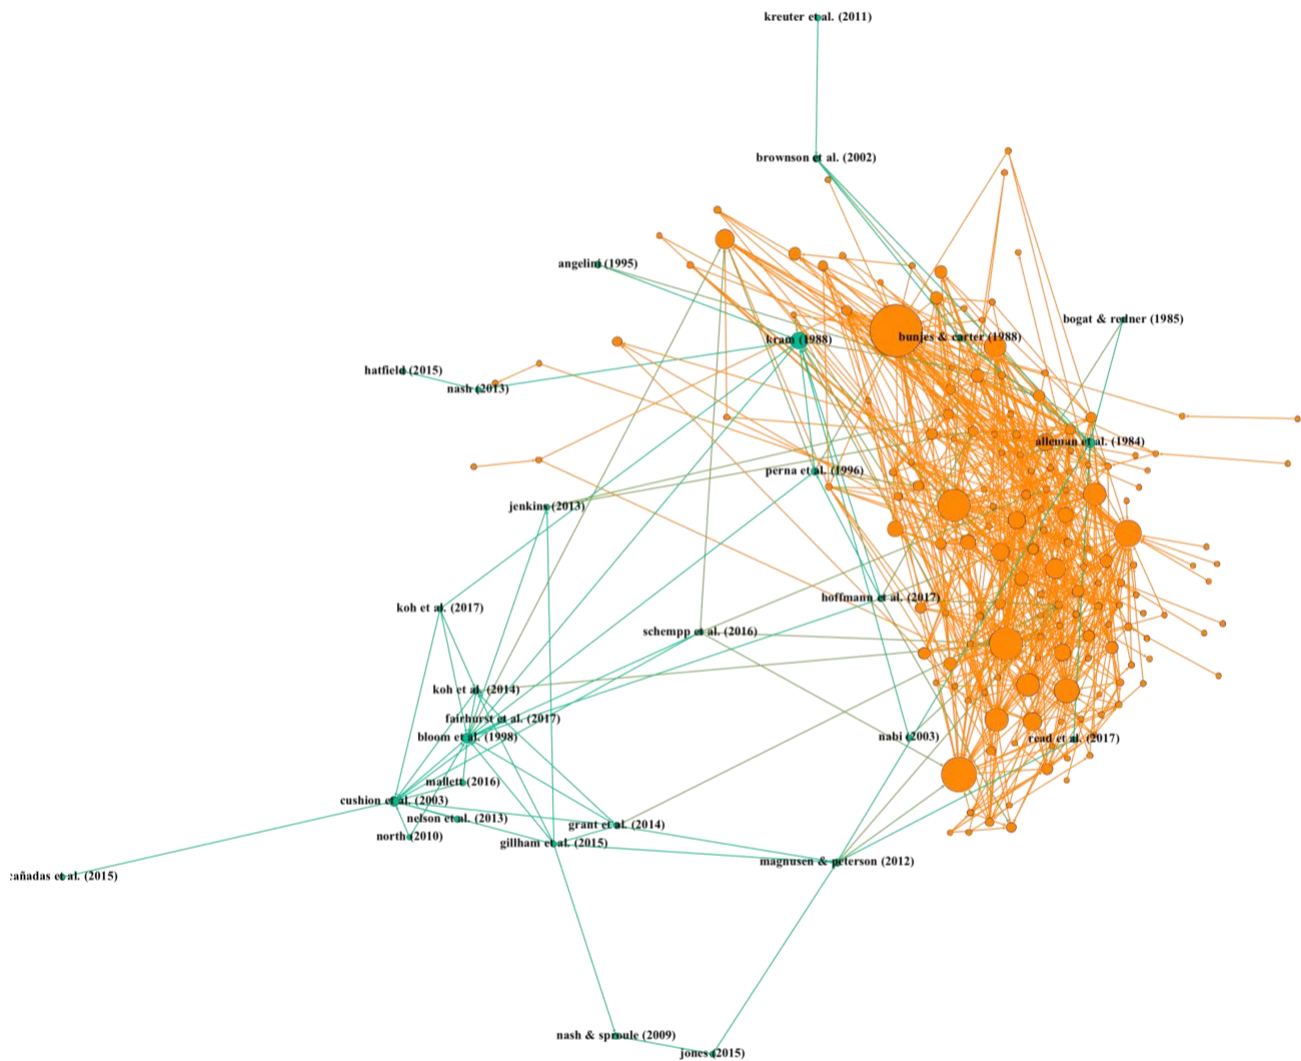 kreuter et al. (2011)
brownson et al. (2002)
angelini (1995)
bogat & redner (1985)
kram (1988)
bunjes & carter (1988)
hatfield (2015)
nash (2013)
alleman et al. (1984)
perna et al. (1996)
jenkins (2013)
hoffmann et al. (2017)
koh et al. (2017)
schempp et al. (2016)
koh et al. (2014)
fairhurst et al. (2017)
bloom et al. (1998)
nabi (2003)
read et al. (2017)
mallett (2016)
cushion et al. (2003)
nelson et al. (2013)
grant et al. (2014)
north (2010)
gillham et al. (2015)
magnusen & peterson (2012)
:añadas et al. (2015)
nash & sproule (2009)
jones (2015)